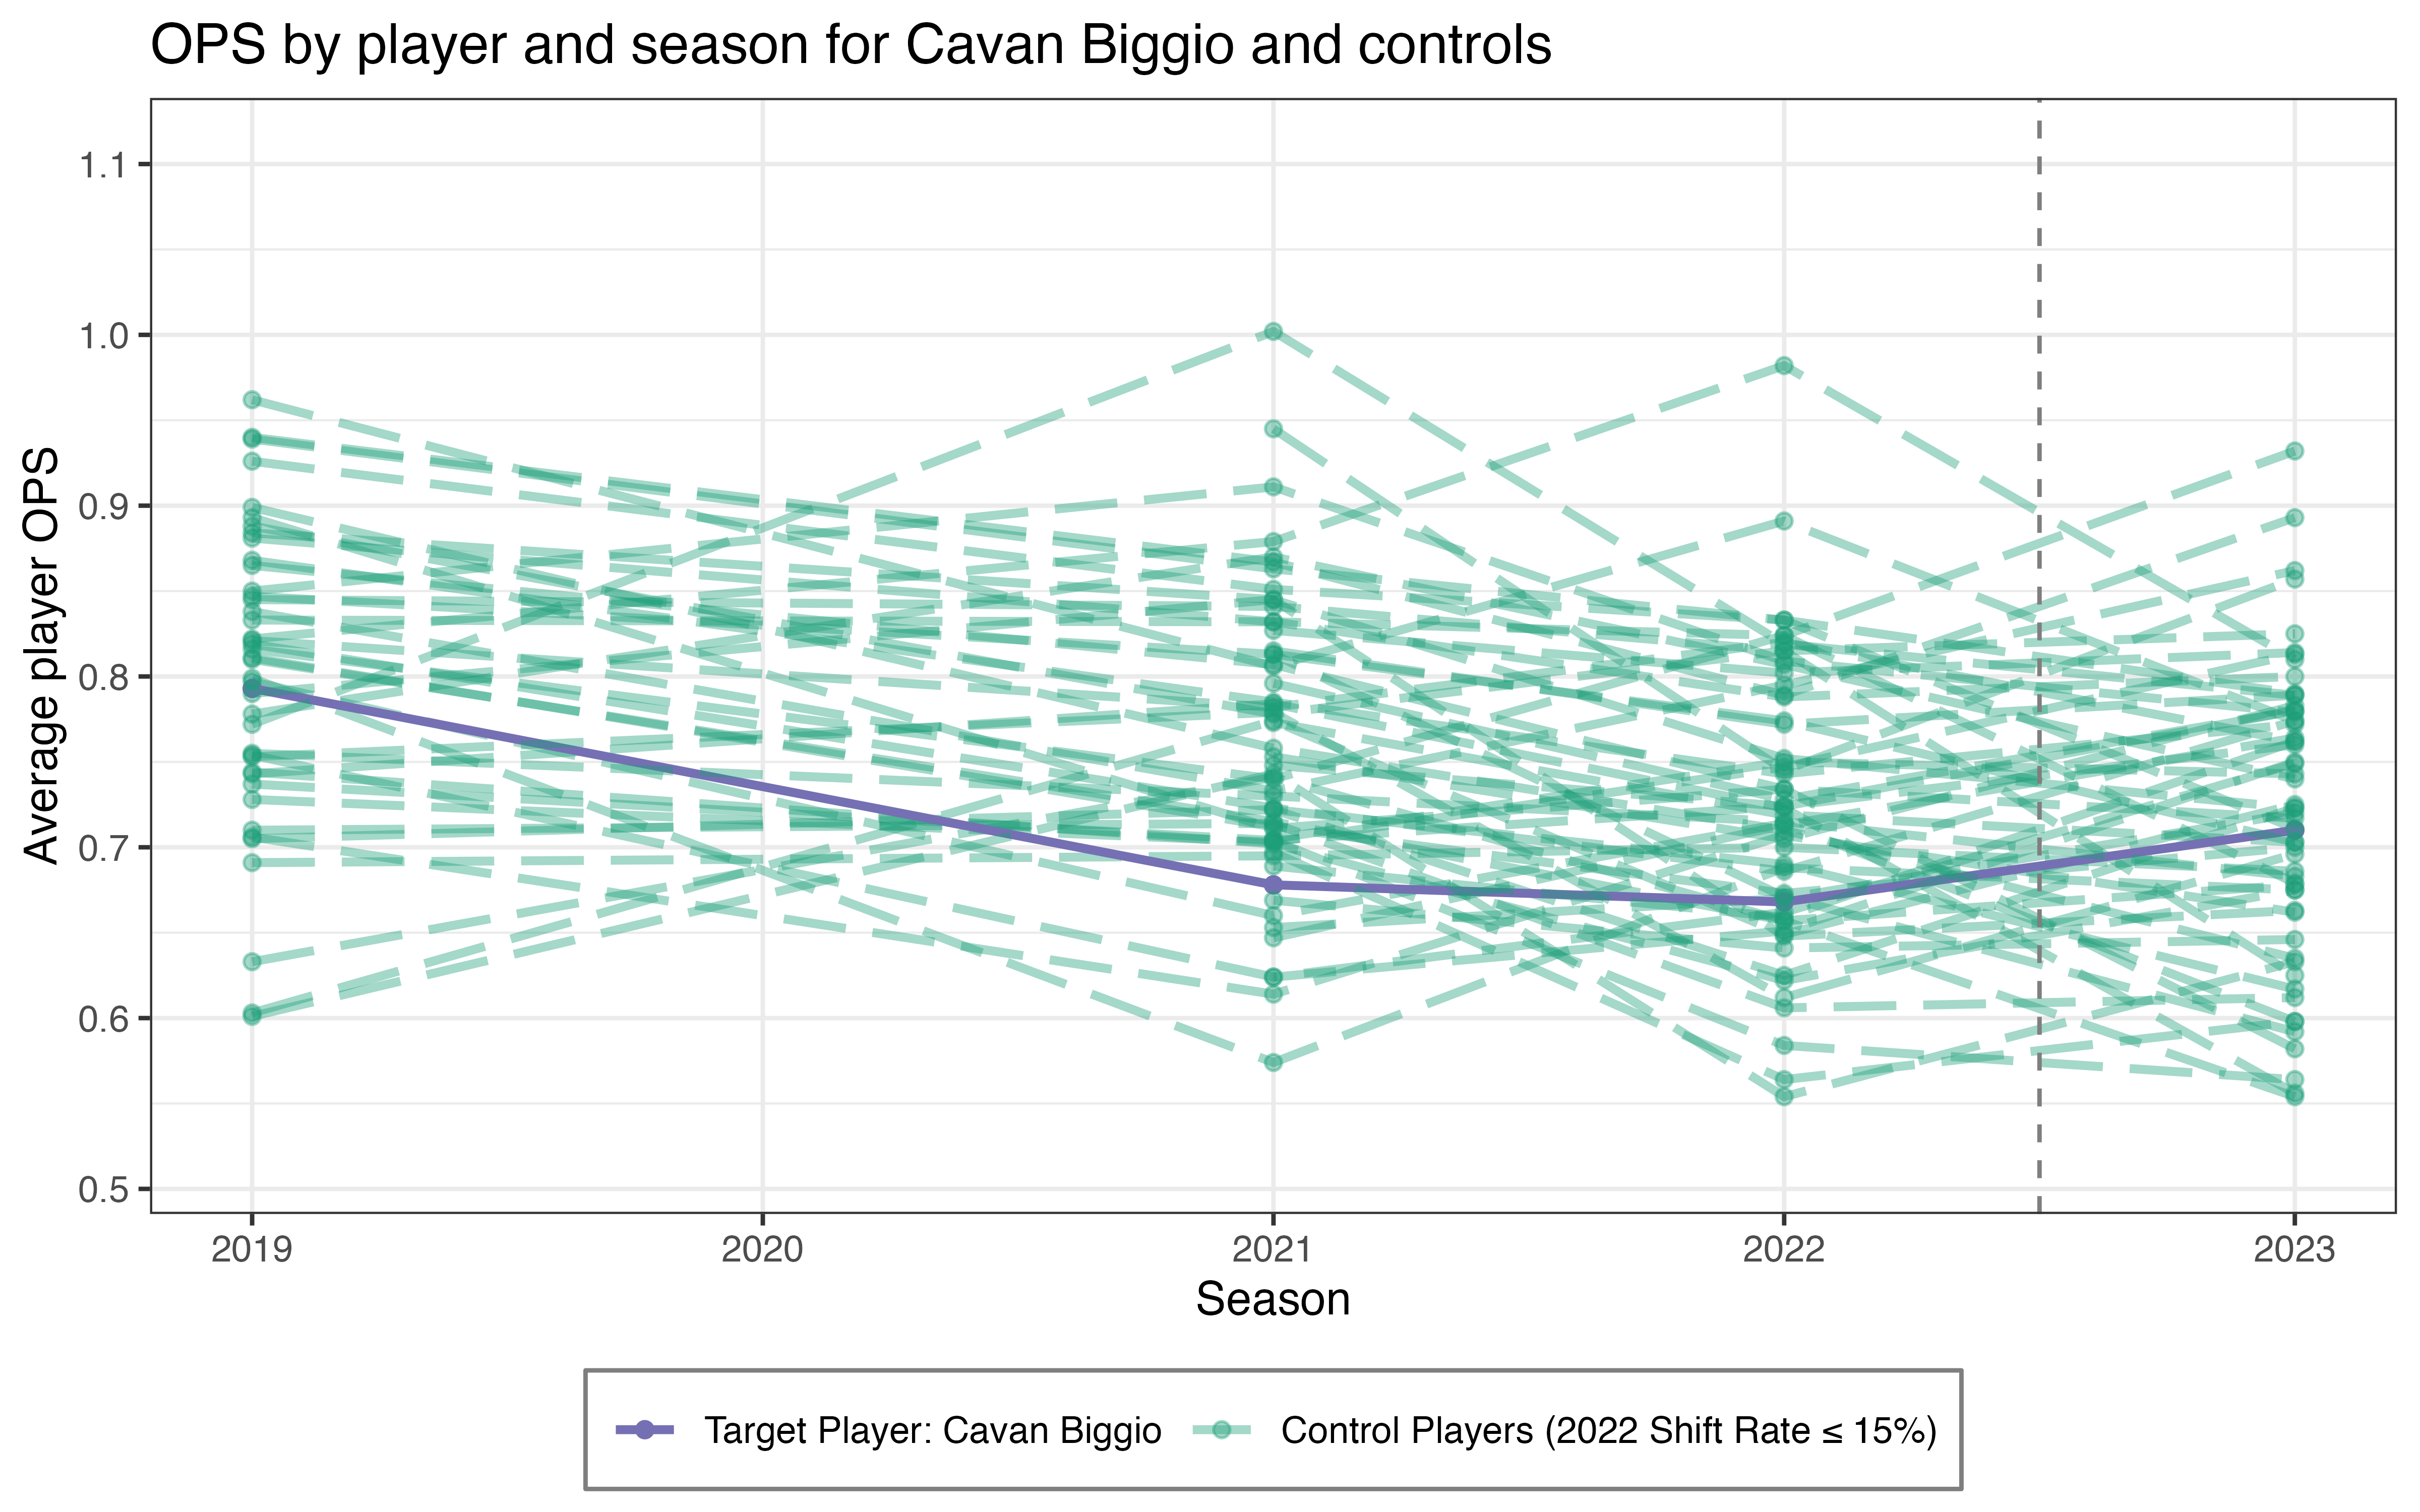 OPS by player and season for Cavan Biggio and controls
Average player OPS
1.1
1.0
0.9
0.8
0.7
0.6
0.5
2019 2020 2021 2022 2023
Season
Target Player: Cavan Biggio Control Players (2022 Shift Rate ≤ 15%)